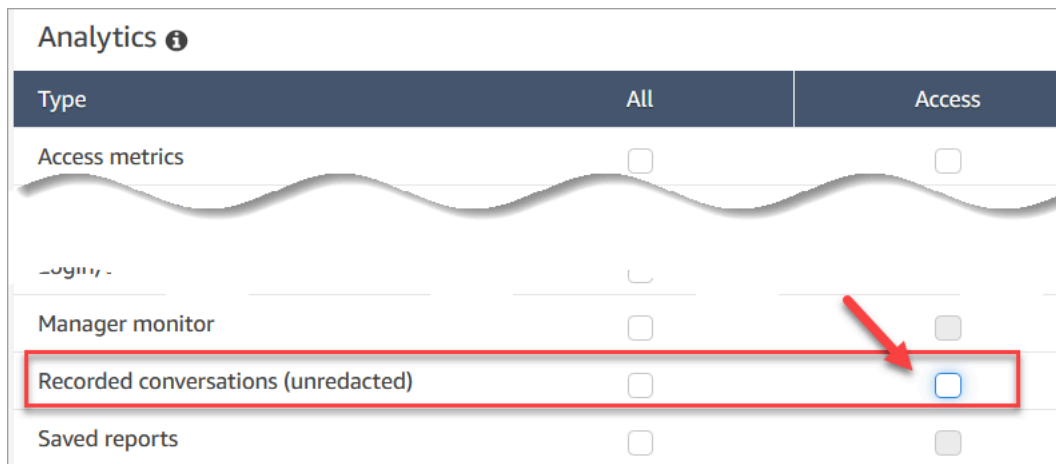 Analytics
Type All Access
Access metrics
Manager monitor
Recorded conversations (unredacted)
Saved reports